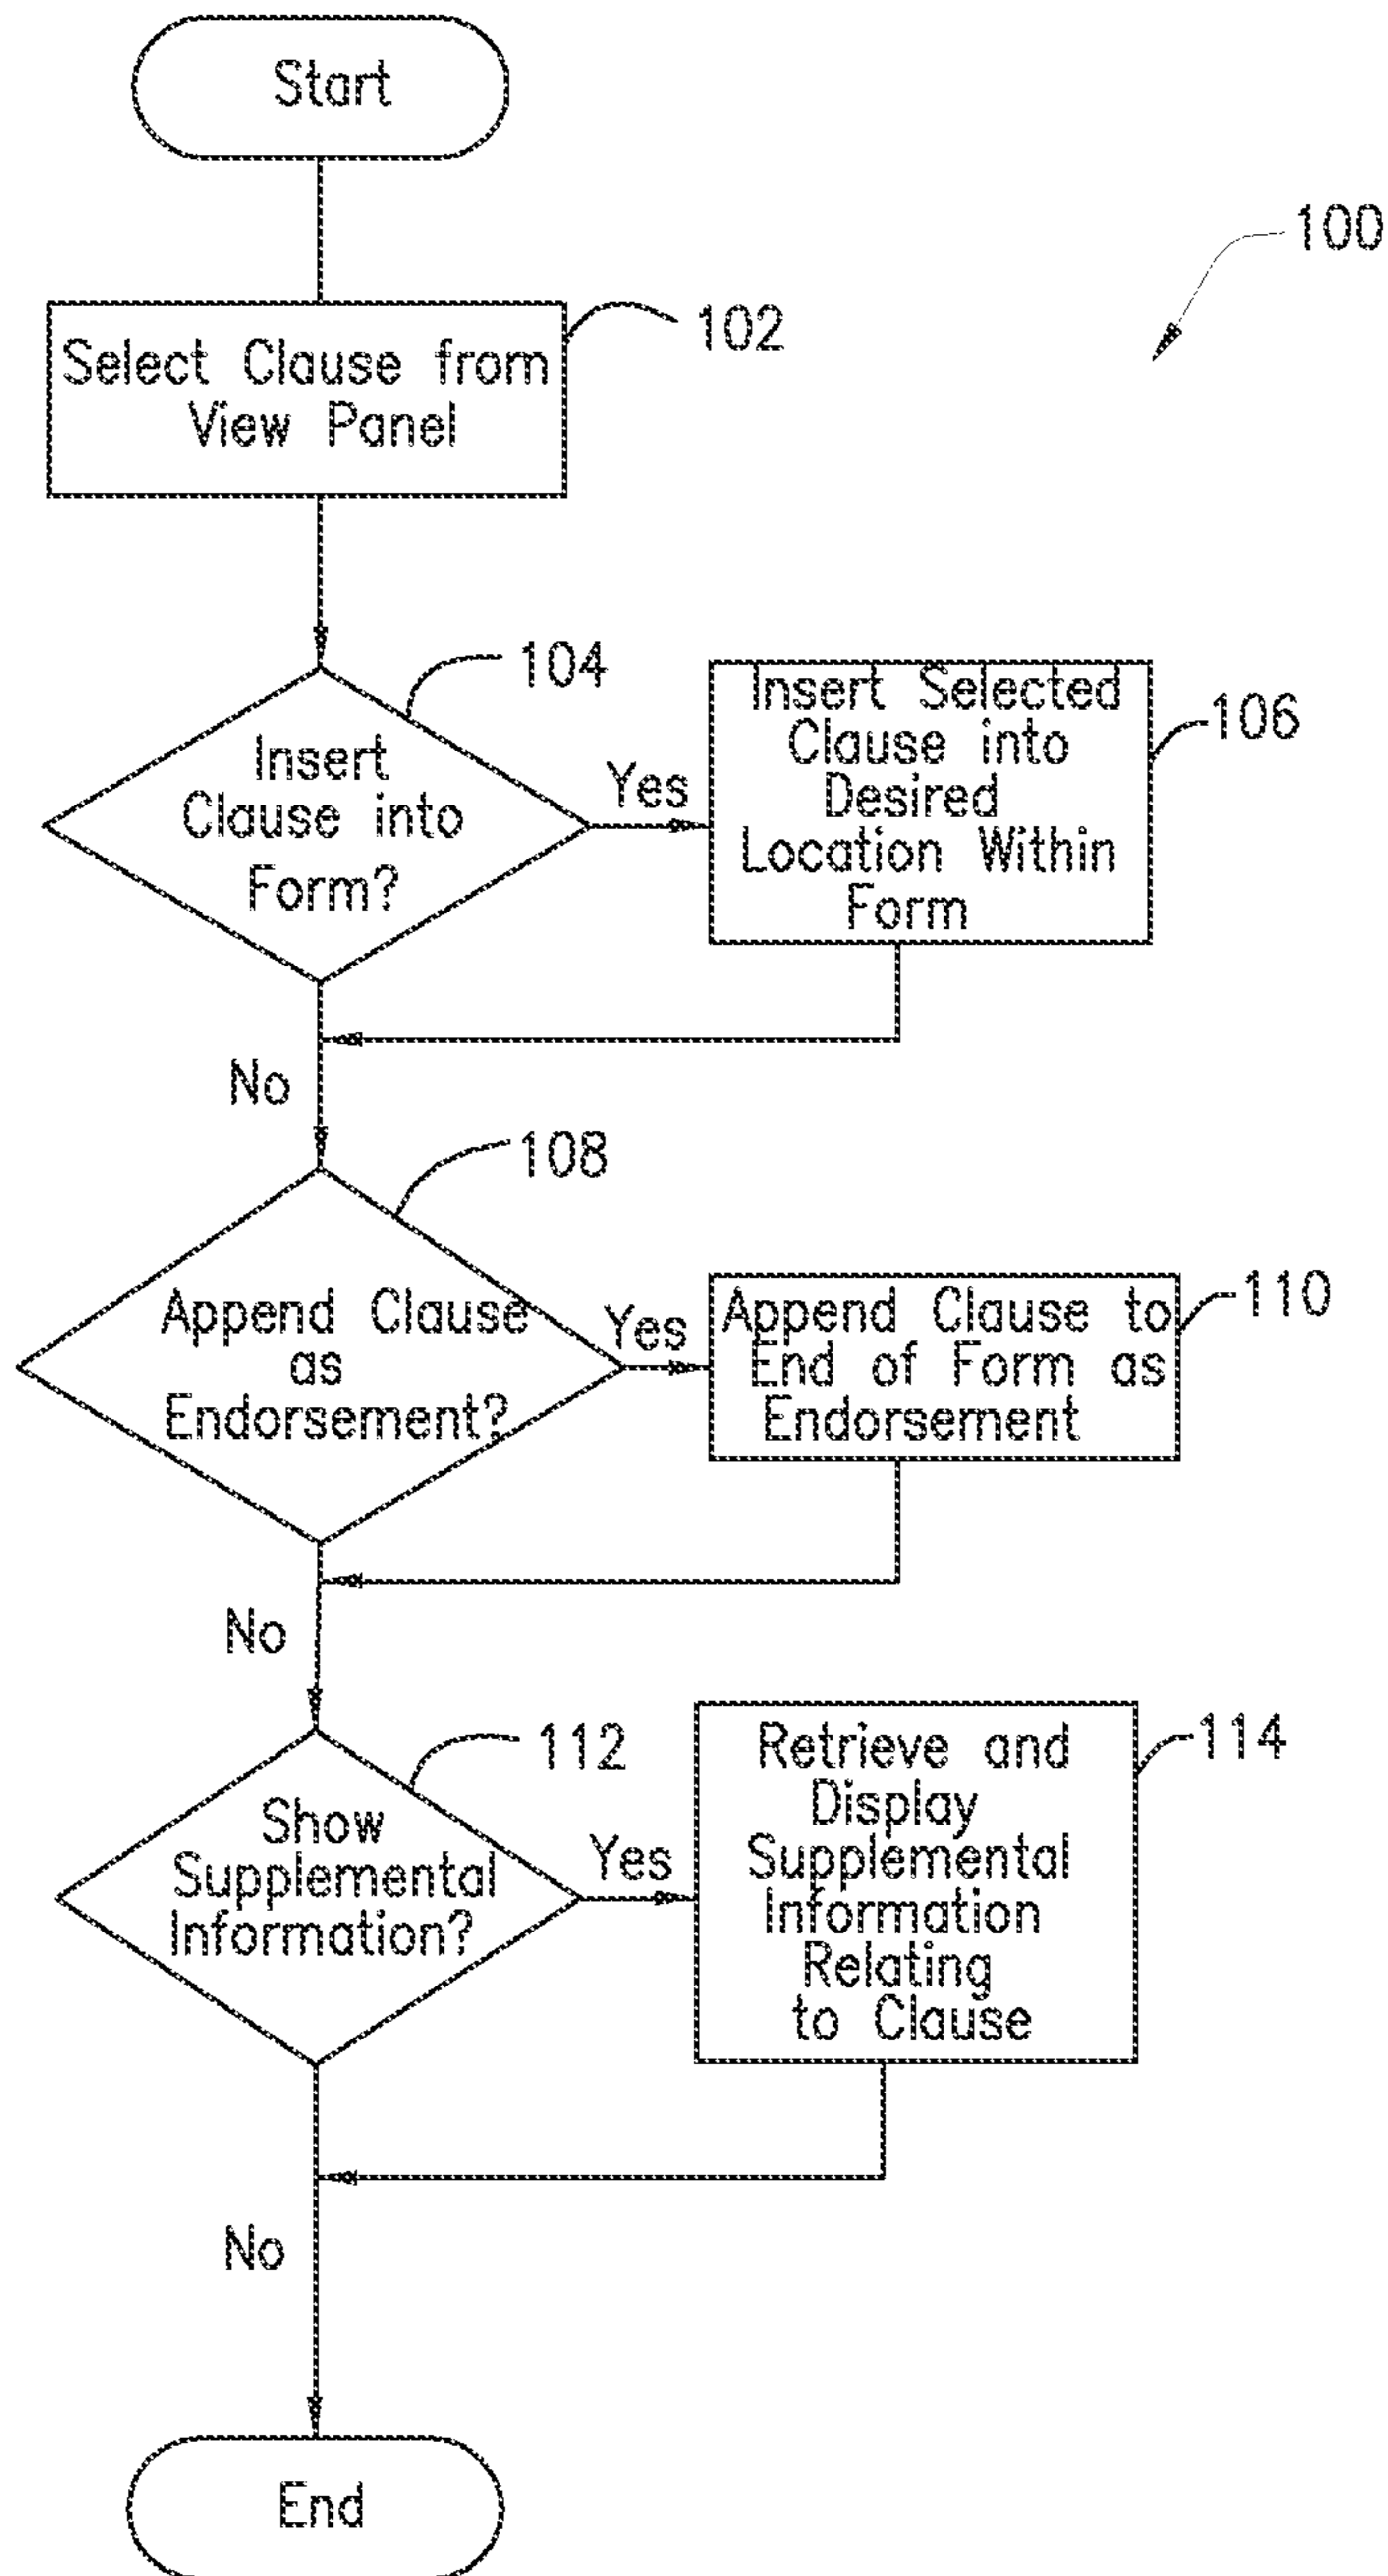 Start
100
102
Select Clause from
View Panel
104
Insert
Clause into
Form?
Yes
Insert Selected
Clause into
Desired
Location Within
Form
106
No
108
Append Clause
as
Endorsement?
Yes
Append Clause to
End of Form as
Endorsement
110
No
112
Show
Supplemental
Information?
Yes
Retrieve and
Display
Supplemental
Information
Relating
to Clause
114
No
End